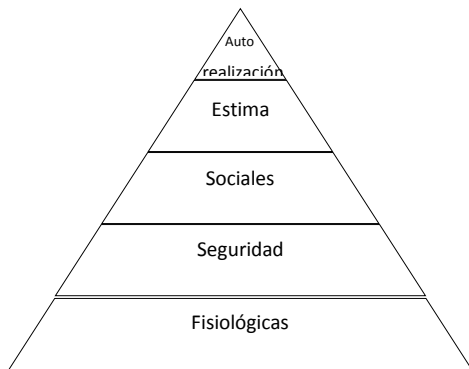 Auto
realización
Estima
Sociales
Seguridad
Fisiológicas